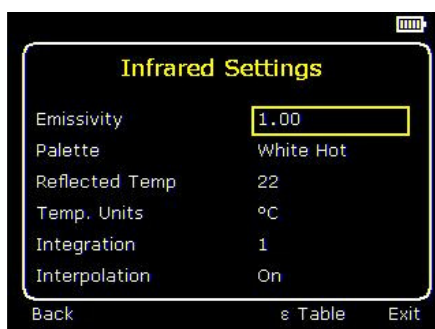 Infrared Settings
Emissivity 1.00
Palette White Hot
Reflected Temp 22
Temp. Units ºC
Integration 1
Interpolation On
Back ε Table Exit